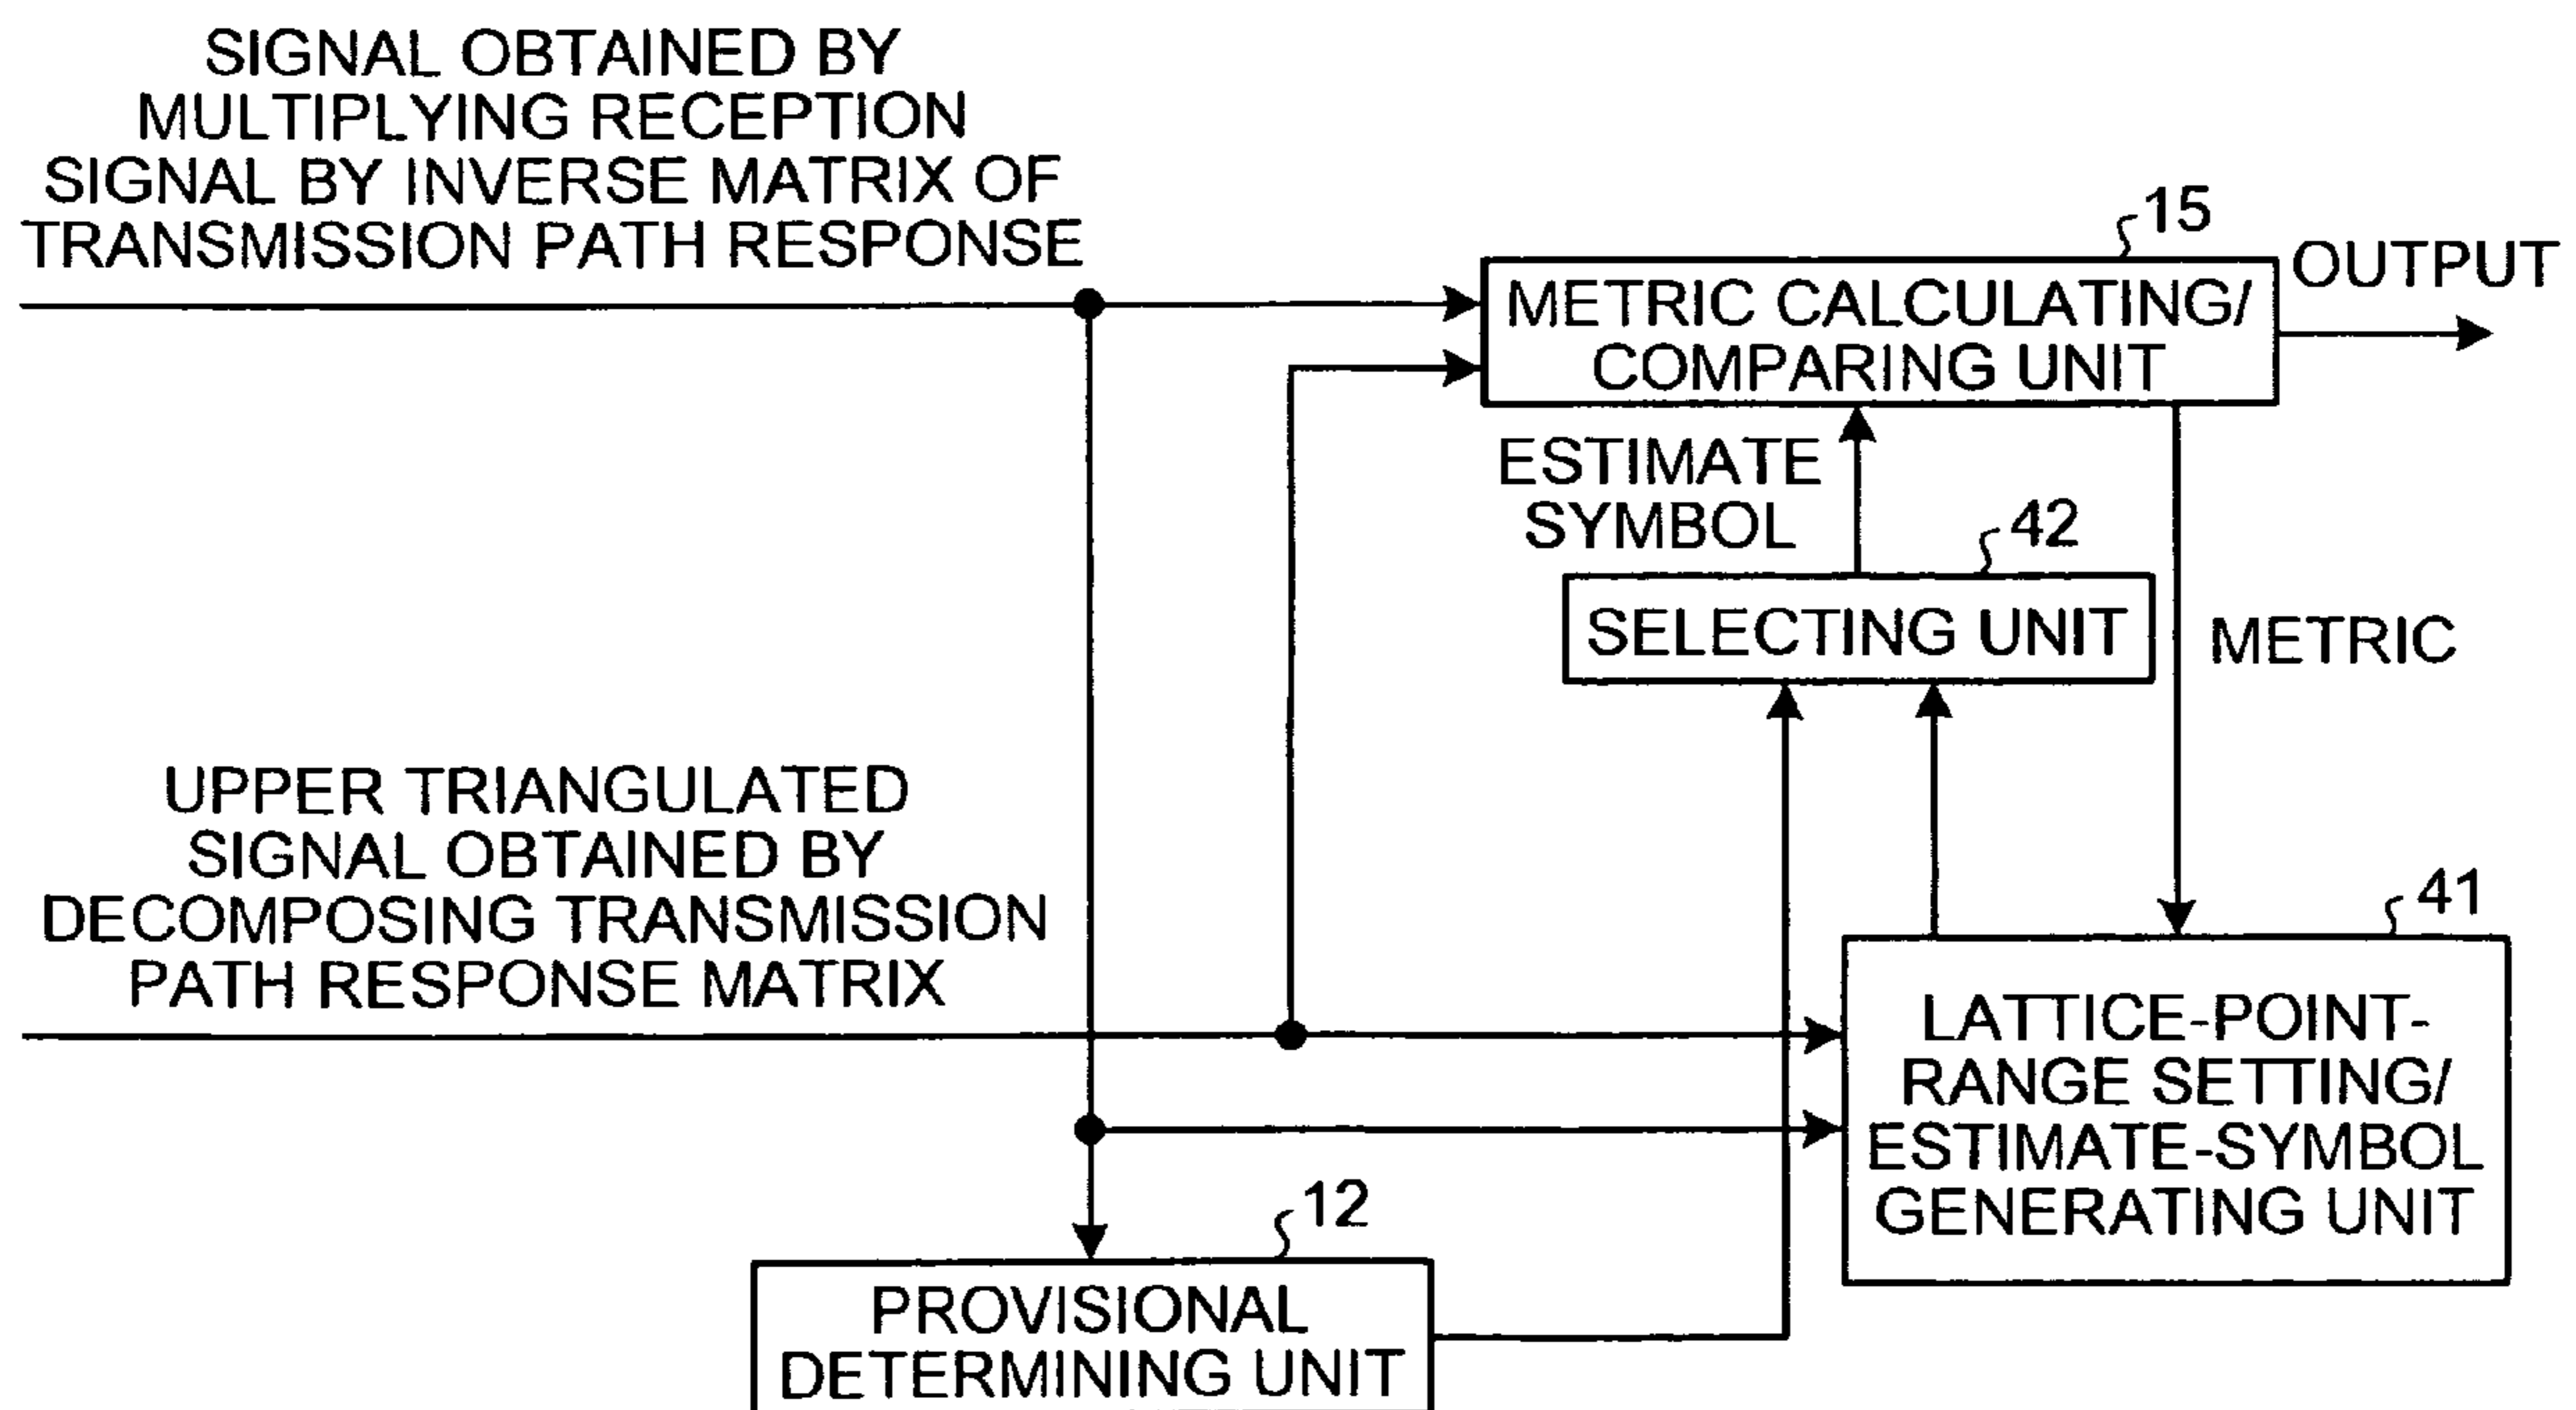 SIGNAL OBTAINED BY
MULTIPLYING RECEPTION
SIGNAL BY INVERSE MATRIX OF
TRANSMISSION PATH RESPONSE
15
OUTPUT
METRIC CALCULATING/
COMPARING UNIT
ESTIMATE
SYMBOL
42
SELECTING UNIT
METRIC
UPPER TRIANGULATED
SIGNAL OBTAINED BY
DECOMPOSING TRANSMISSION
PATH RESPONSE MATRIX
41
LATTICE-POINT-
RANGE SETTING/
ESTIMATE-SYMBOL
GENERATING UNIT
12
PROVISIONAL
DETERMINING UNIT